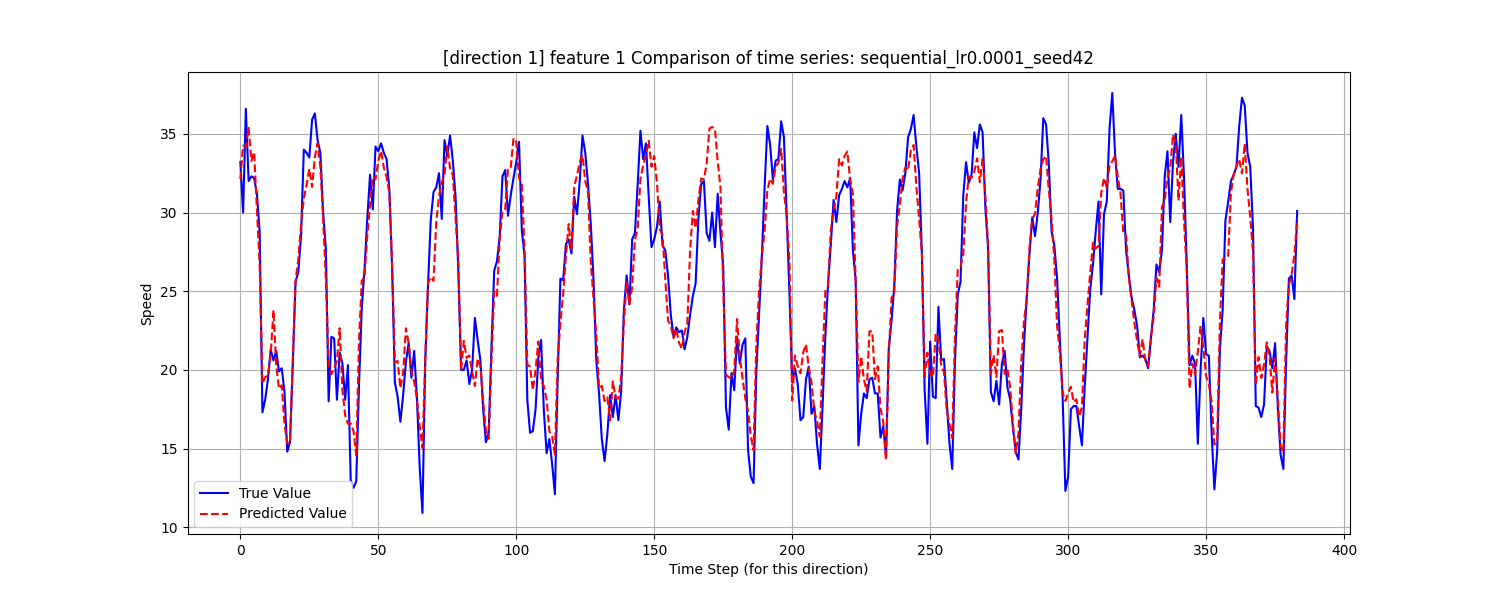 [direction 1] feature 1 Comparison of time series: sequential_lr0.0001_seed42
Speed
35
30
25
20
15
10
True Value
Predicted Value
0 50 100 150 200 250 300 350 400
Time Step (for this direction)